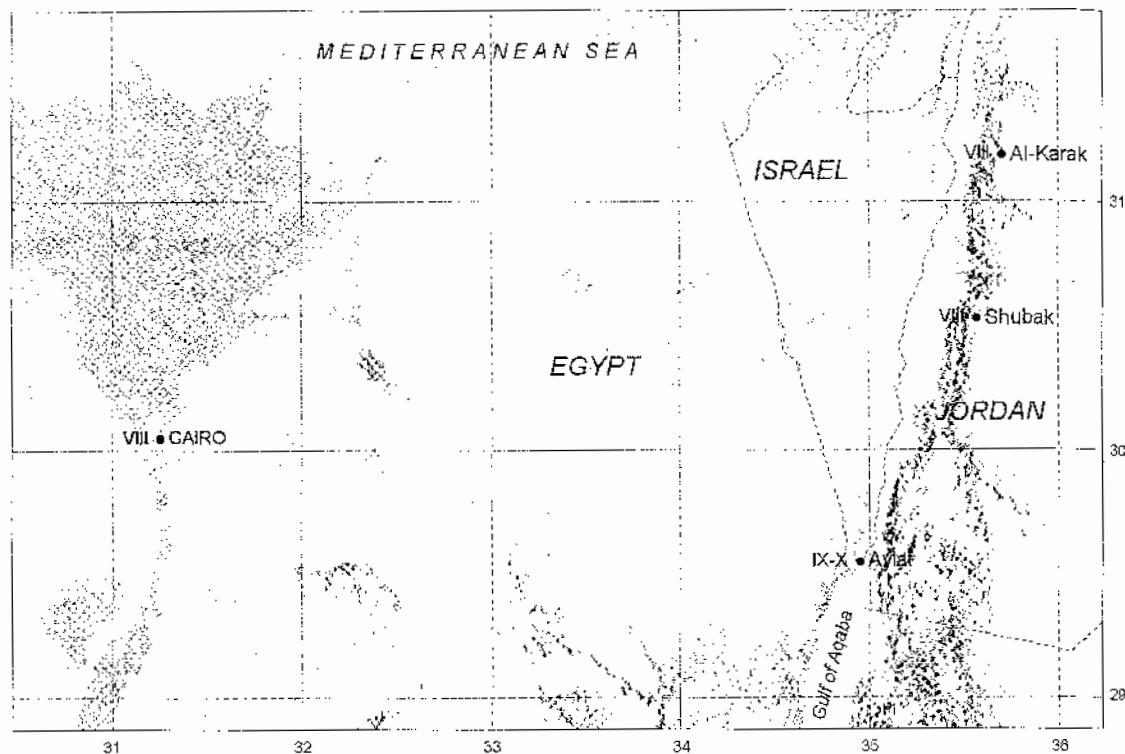 MEDITERRANEAN SEA
VIII Al-Karak
ISRAEL
31
VIII Shubak
EGYPT
JORDAN
VIII CAIRO
30
IX-X
Gulf of Aqaba
29
31 32 33 34 35 36